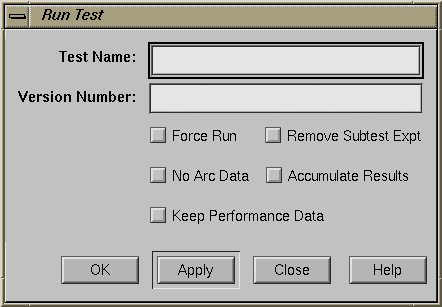 Run Test
Test Name:
Version Number:
Force Run Remove Subtest Expt
No Arc Data Accumulate Results
Keep Performance Data
OK Apply Close Help